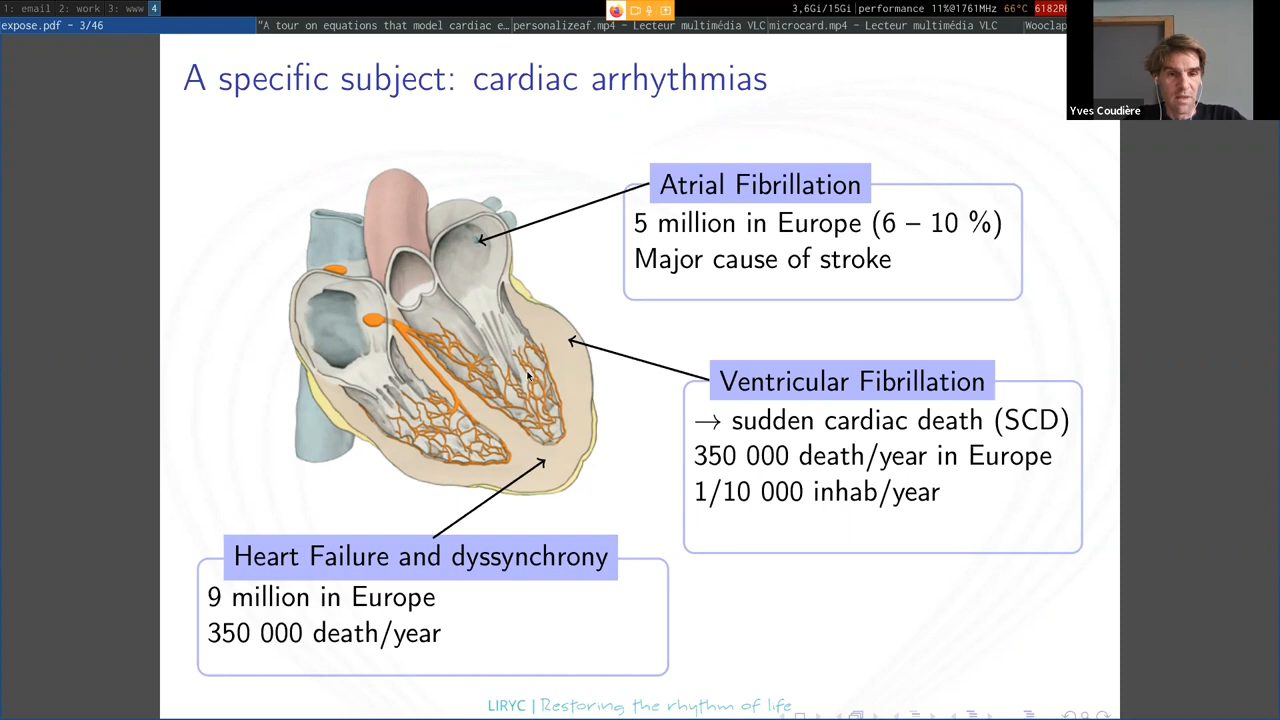 1: email 2: work 3: www 4
3,6Gi/15Gi|performance 11%@1761MHz 66°C
expose.pdf - 3/46
"A tour on equations that model cardiac e…
personalizeaf.mp4 - Lecteur multimédia VLC
microcard.mp4 - Lecteur multimédia VLC
Yves Coudière
A specific subject: cardiac arrhythmias
Atrial Fibrillation
5 million in Europe (6 – 10 %)
Major cause of stroke
Ventricular Fibrillation
→ sudden cardiac death (SCD)
350 000 death/year in Europe
1/10 000 inhab/year
Heart Failure and dyssynchrony
9 million in Europe
350 000 death/year
LIRYC | Restoring the rhythm of life